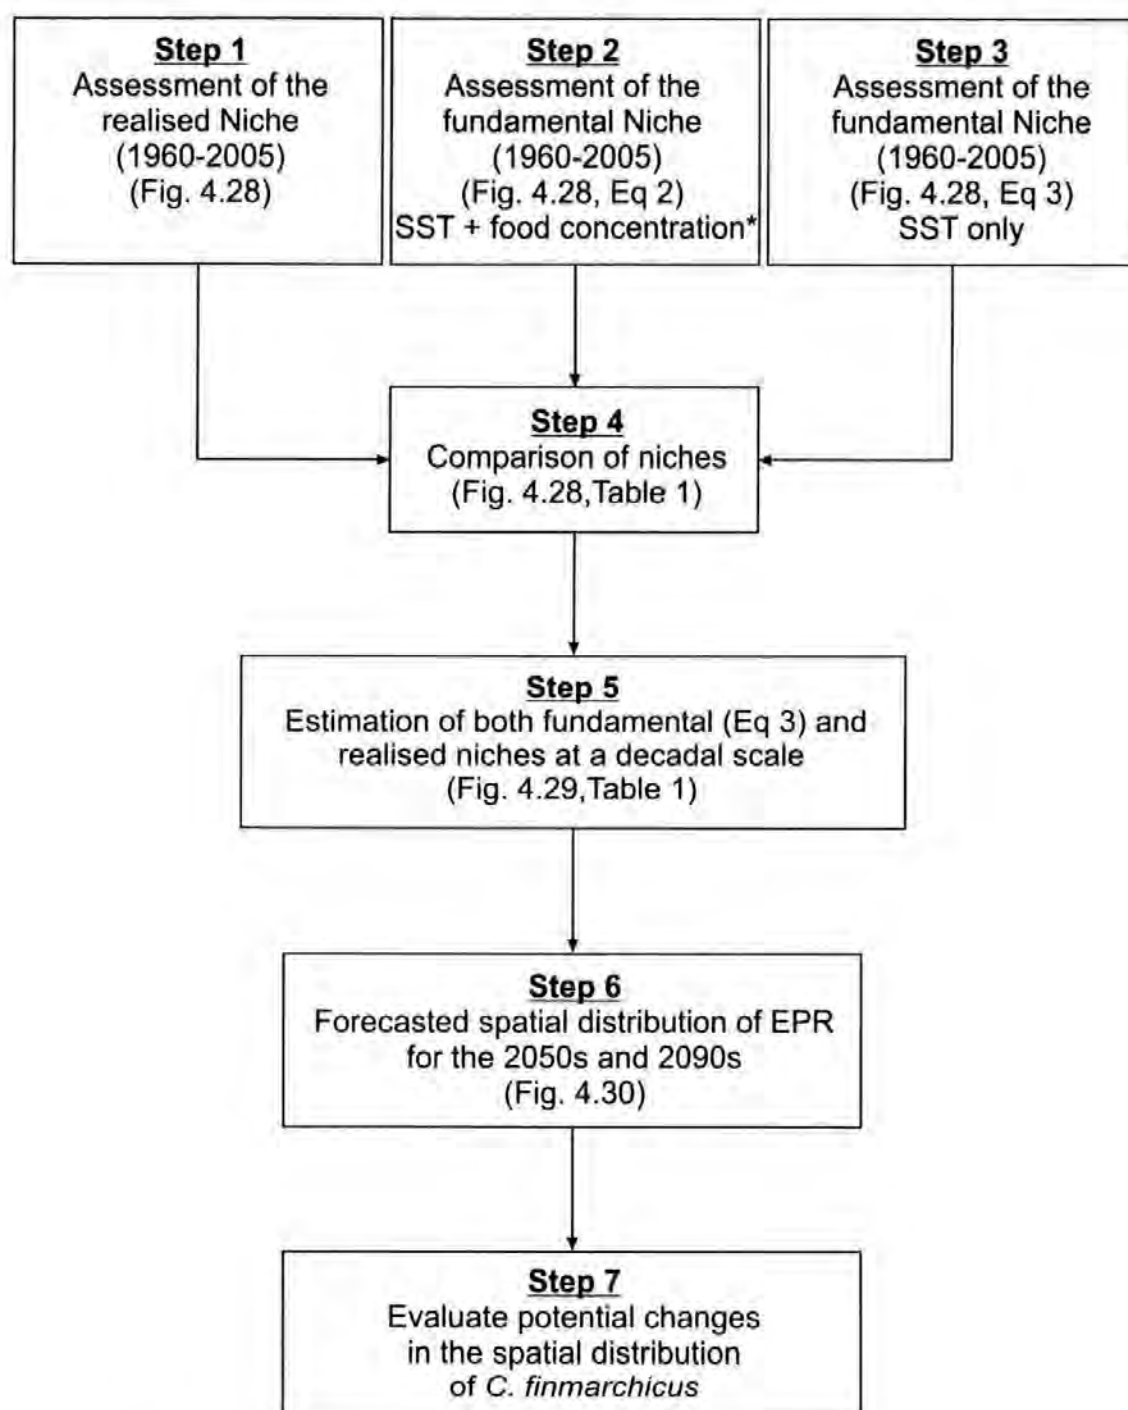 Step 1
Assessment of the
realised Niche
(1960-2005)
(Fig. 4.28)
Step 2
Assessment of the
fundamental Niche
(1960-2005)
(Fig. 4.28, Eq 2)
SST + food concentration*
Step 3
Assessment of the
fundamental Niche
(1960-2005)
(Fig. 4.28, Eq 3)
SST only
Step 4
Comparison of niches
(Fig. 4.28,Table 1)
Step 5
Estimation of both fundamental (Eq 3) and
realised niches at a decadal scale
(Fig. 4.29,Table 1)
Step 6
Forecasted spatial distribution of EPR
for the 2050s and 2090s
(Fig. 4.30)
Step 7
Evaluate potential changes
in the spatial distribution
of C. finmarchicus